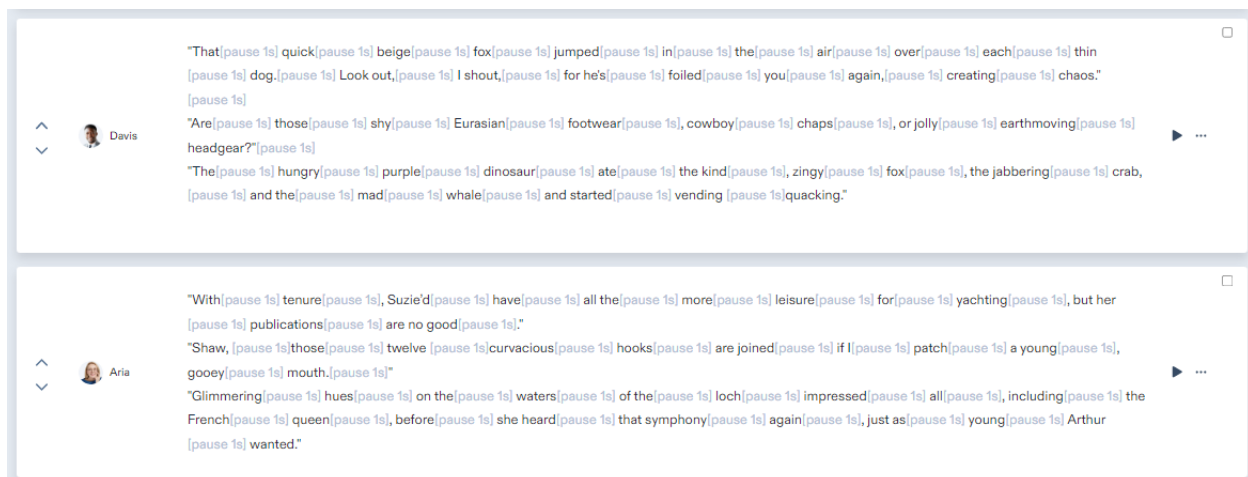 "That[pause 1s] quick[pause 1s] beige[pause 1s] fox[pause 1s] jumped[pause 1s] in[pause 1s] the[pause 1s] air[pause 1s] over[pause 1s] each[pause 1s] thin
[pause 1s] dog.[pause 1s] Look out,[pause 1s] I shout,[pause 1s] for he's[pause 1s] foiled[pause 1s] you[pause 1s] again,[pause 1s] creating[pause 1s] chaos."
[pause 1s]
"Are[pause 1s] those[pause 1s] shy[pause 1s] Eurasian[pause 1s] footwear[pause 1s], cowboy[pause 1s] chaps[pause 1s], or jolly[pause 1s] earthmoving[pause 1s]
Davis
headgear?"[pause 1s]
"The[pause 1s] hungry[pause 1s] purple[pause 1s] dinosaur[pause 1s] ate[pause 1s] the kind[pause 1s], zingy[pause 1s] fox[pause 1s], the jabbering[pause 1s] crab,
[pause 1s] and the[pause 1s] mad[pause 1s] whale[pause 1s] and started[pause 1s] vending [pause 1s]quacking."
"With[pause 1s] tenure[pause 1s], Suzie'd[pause 1s] have[pause 1s] all the[pause 1s] more[pause 1s] leisure[pause 1s] for[pause 1s] yachting[pause 1s], but her
[pause 1s] publications[pause 1s] are no good[pause 1s]."
"Shaw, [pause 1s]those[pause 1s] twelve [pause 1s]curvacious[pause 1s] hooks[pause 1s] are joined[pause 1s] if I[pause 1s] patch[pause 1s] a young[pause 1s],
Aria
gooey[pause 1s] mouth.[pause 1s]"
"Glimmering[pause 1s] hues[pause 1s] on the[pause 1s] waters[pause 1s] of the[pause 1s] loch[pause 1s] impressed[pause 1s] all[pause 1s], including[pause 1s] the
French[pause 1s] queen[pause 1s], before[pause 1s] she heard[pause 1s] that symphony[pause 1s] again[pause 1s], just as[pause 1s] young[pause 1s] Arthur
[pause 1s] wanted."